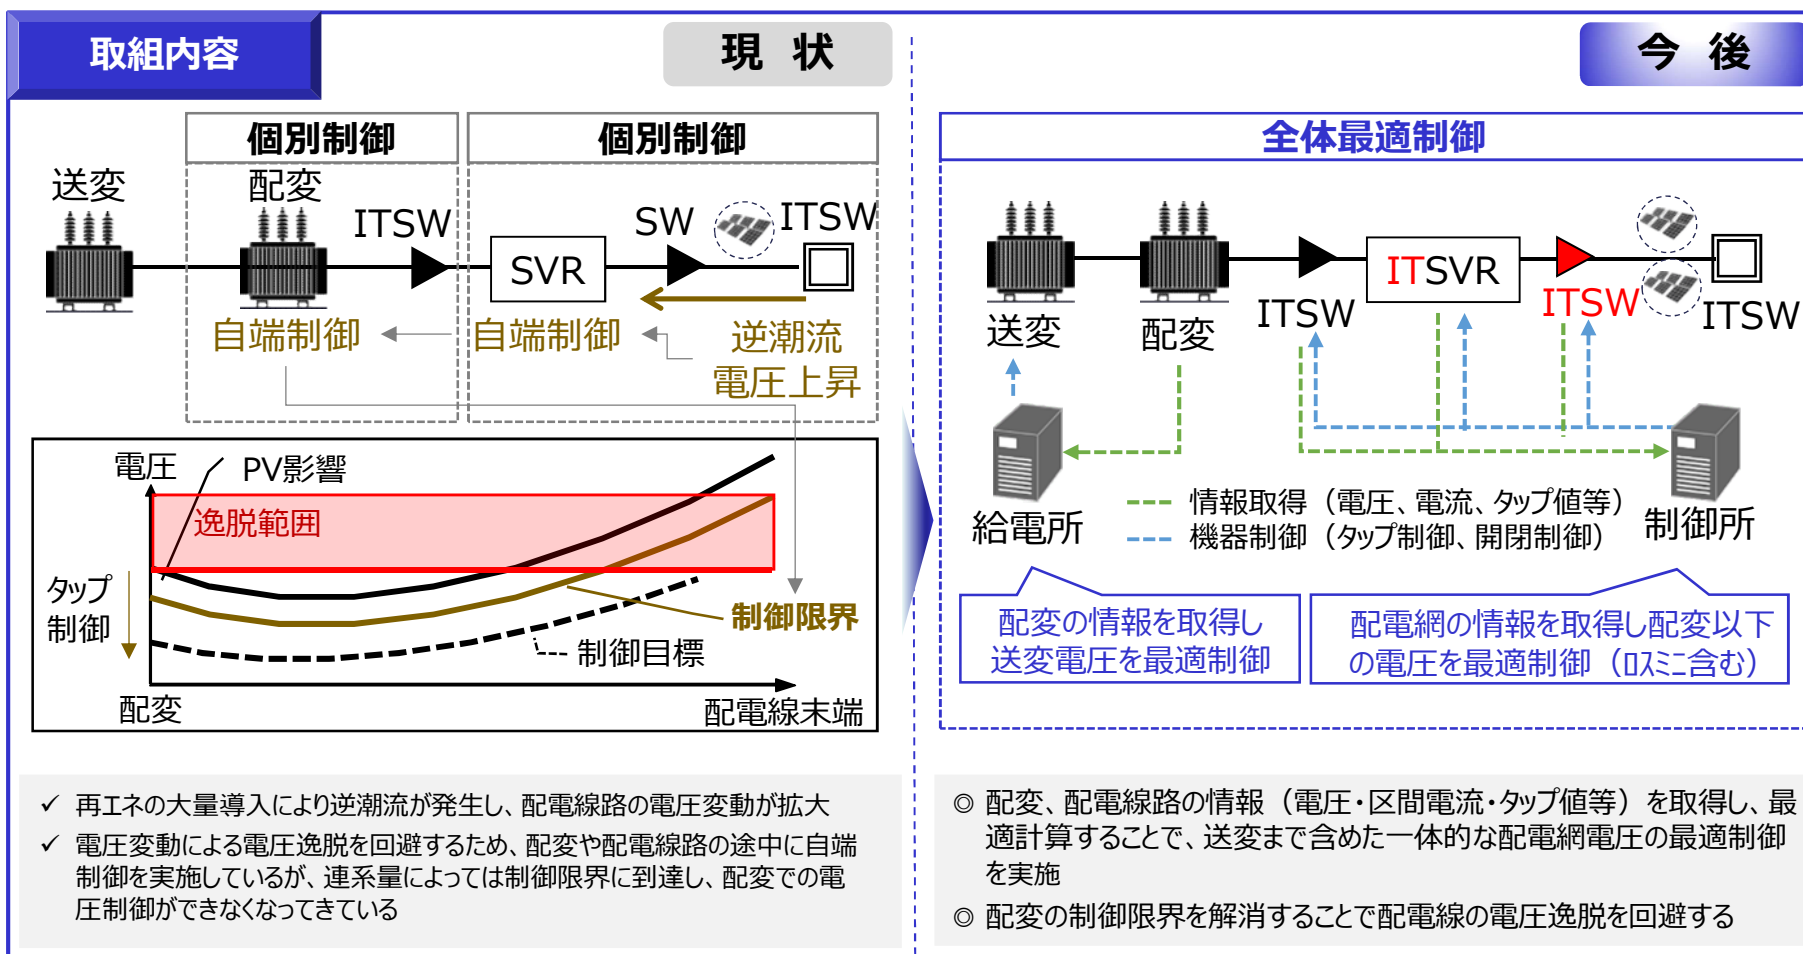 取組内容
現 状
個別制御
個別制御
送変
配変
ITSW
SVR
SW
ITSW
自端制御
自端制御
逆潮流
電圧上昇
電圧
PV影響
逸脱範囲
タップ
制御
制御限界
制御目標
配変
配電線末端
✓ 再エネの大量導入により逆潮流が発生し、配電線路の電圧変動が拡大
✓ 電圧変動による電圧逸脱を回避するため、配変や配電線路の途中に自端
制御を実施しているが、連系量によっては制御限界に到達し、配変での電
圧制御ができなくなってきている
今 後
全体最適制御
送変
配変
ITSW
ITSVR
ITSW
ITSW
給電所
情報取得（電圧、電流、タップ値等）
機器制御（タップ制御、開閉制御）
制御所
配変の情報を取得し
送変電圧を最適制御
配電網の情報を取得し配変以下
の電圧を最適制御（ロスミニ含む）
◎ 配変、配電線路の情報（電圧・区間電流・タップ値等）を取得し、最
適計算することで、送変まで含めた一体的な配電網電圧の最適制御
を実施
◎ 配変の制御限界を解消することで配電線の電圧逸脱を回避する